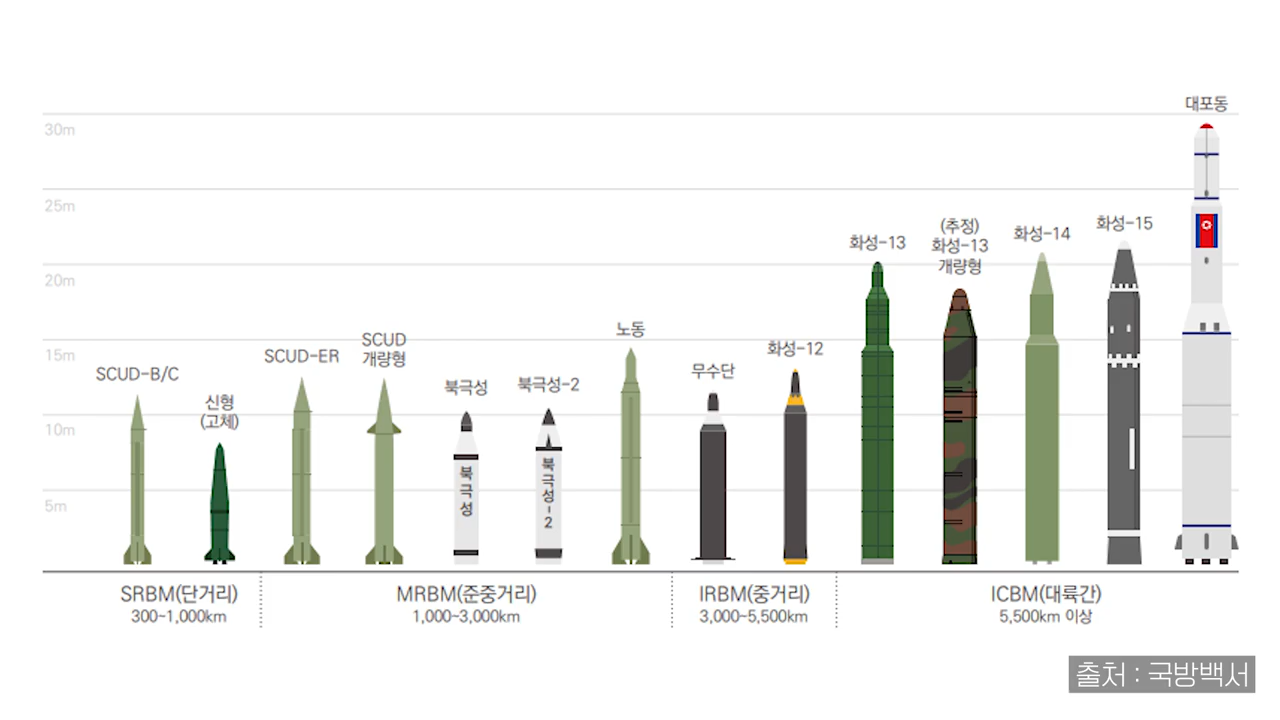 대포동
30m
25m
20m
15m
10m
5m
SCUD-B/C
신형
(고체)
SCUD-ER
SCUD
개량형
북극성
북극성-2
노동
무수단
화성-12
화성-13
(추정)
화성-13
개량형
화성-14
화성-15
북
극
성
북
극
성
-
2
SRBM(단거리)
300~1,000km
MRBM(준중거리)
1,000~3,000km
IRBM(중거리)
3,000~5,500km
ICBM(대륙간)
5,500km 이상
출처 : 국방백서